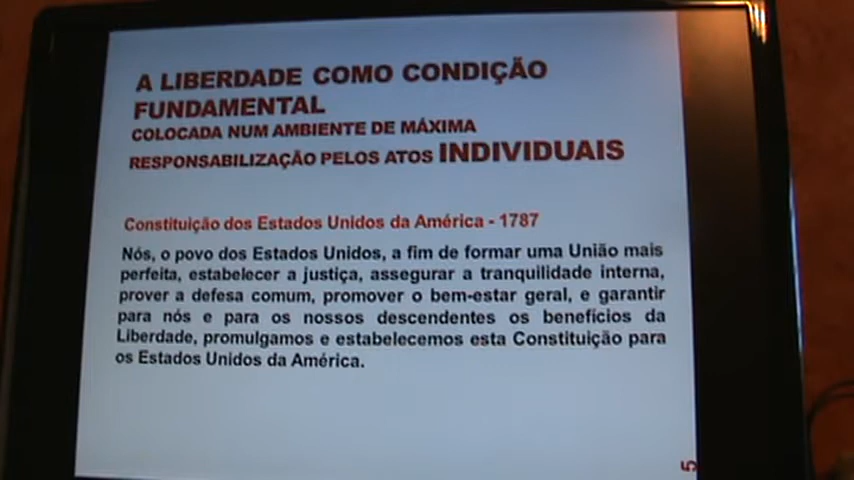 A LIBERDADE COMO CONDIÇÃO
FUNDAMENTAL
COLOCADA NUM AMBIENTE DE MÁXIMA
RESPONSABILIZAÇÃO PELOS ATOS INDIVIDUAIS
Constituição dos Estados Unidos da América - 1787
Nós, o povo dos Estados Unidos, a fim de formar uma União mais
perfeita, estabelecer a justiça, assegurar a tranquilidade interna,
prover a defesa comum, promover o bem-estar geral, e garantir
para nós e para os nossos descendentes os benefícios da
Liberdade, promulgamos e estabelecemos esta Constituição para
os Estados Unidos da América.
5